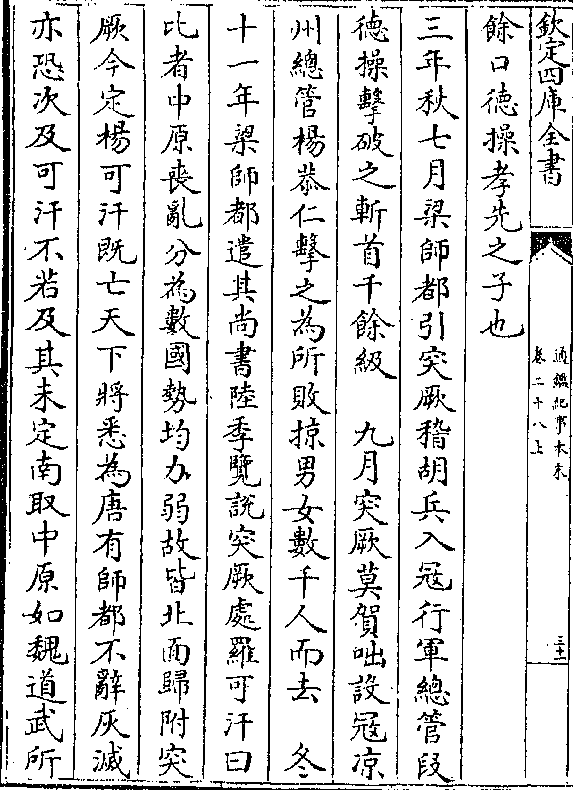 欽定四庫全書
通鑑紀事本末
卷二十八上
三十一
餘口德操孝先之子也
三年秋七月梁師都引突厥稽胡兵入冦行軍總管段
德操擊破之斬首千餘級　九月突厥莫賀咄設冦凉
州總管楊恭仁擊之為所敗掠男女數千人而去　冬
十一年梁師都遣其尚書陸季覽説突厥處羅可汗曰
比者中原喪亂分為數國勢均力弱故皆北面歸附突
厥今定楊可汗既亡天下將悉為唐有師都不辭灰滅
亦恐次及可汗不若及其未定南取中原如魏道武所